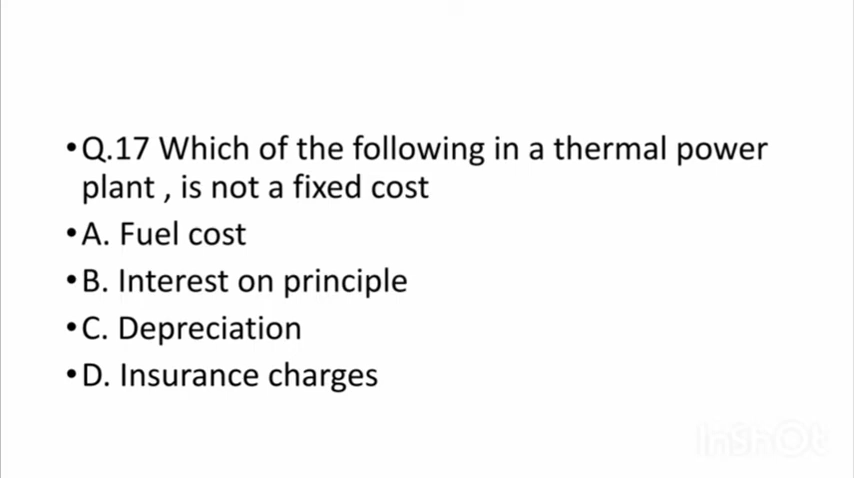 •Q.17 Which of the following in a thermal power
plant , is not a fixed cost
•A. Fuel cost
•B. Interest on principle
•C. Depreciation
•D. Insurance charges
InShOt